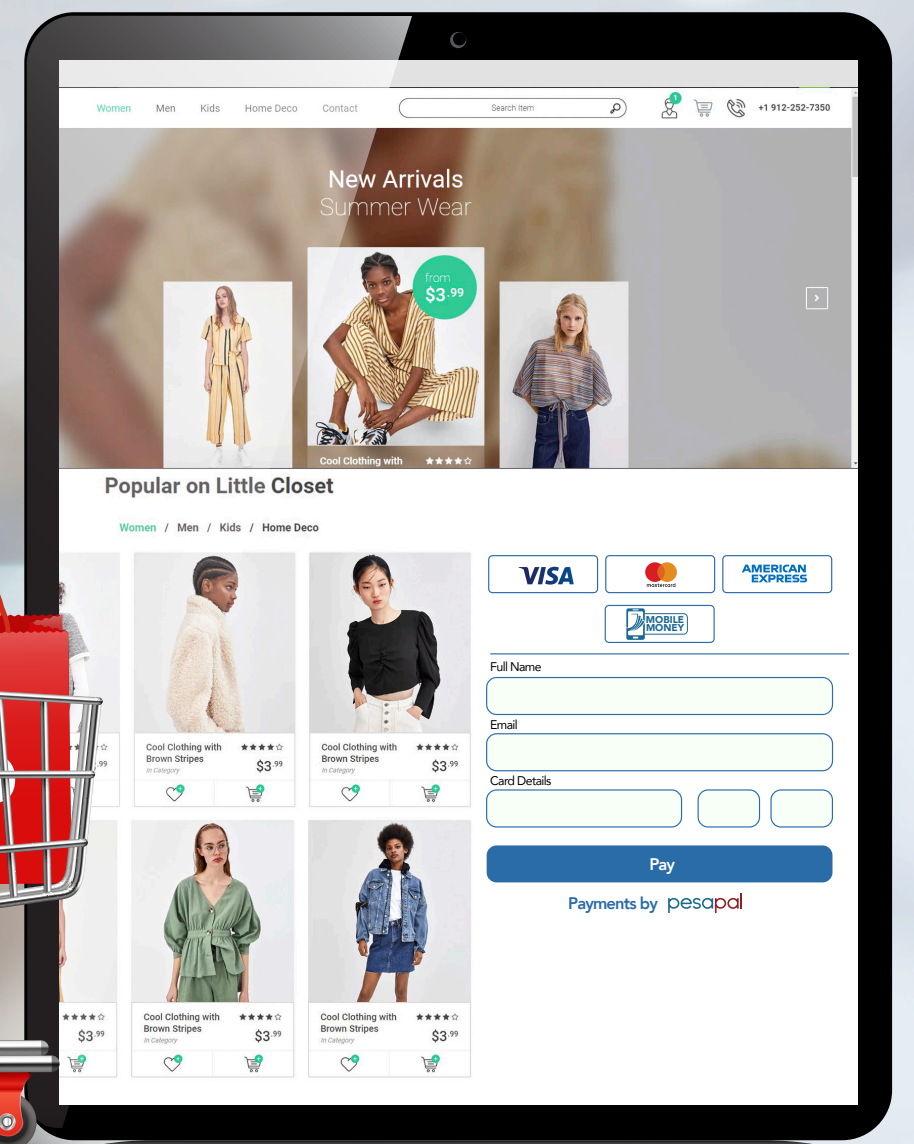 Women Men Kids Home Deco Contact Search Item 1 +1 912-252-7350
New Arrivals
Summer Wear
from
$3.99
Cool Clothing with ★★★★☆
Popular on Little Closet
Women / Men / Kids / Home Deco
VISA
mastercard
AMERICAN
EXPRESS
MOBILE
MONEY
Full Name
Email
Card Details
Pay
Payments by pesapal
.99
Cool Clothing with ★★★★☆
Brown Stripes
In Category
$3.99
Cool Clothing with ★★★★☆
Brown Stripes
In Category
$3.99
★★★★☆
$3.99
Cool Clothing with ★★★★☆
Brown Stripes
In Category
$3.99
Cool Clothing with ★★★★☆
Brown Stripes
In Category
$3.99